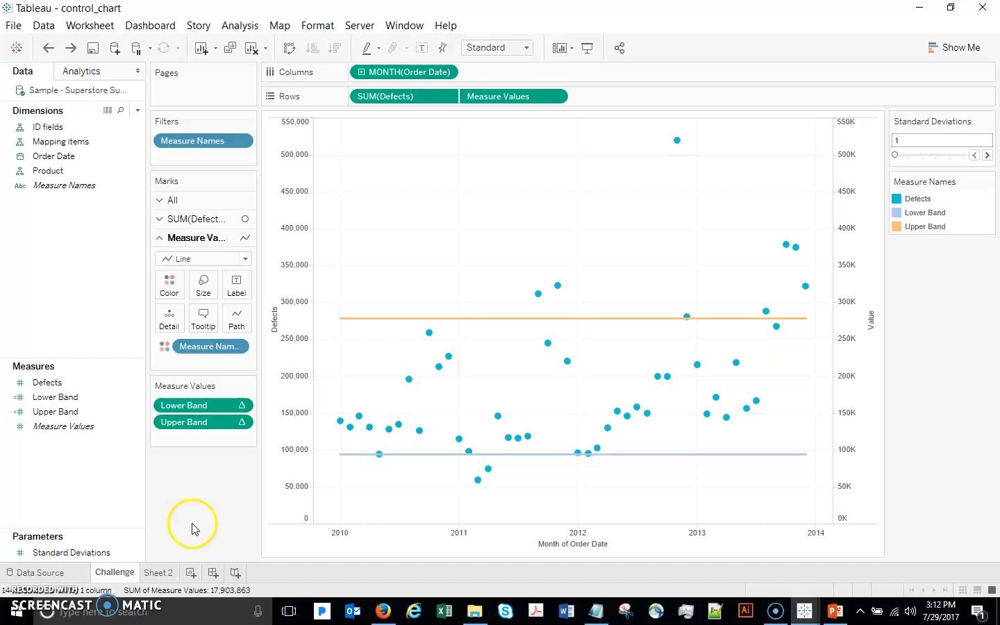 Tableau - control_chart
File Data Worksheet Dashboard Story Analysis Map Format Server Window Help
Standard
Show Me
Data Analytics
Pages
Columns
MONTH(Order Date)
Sample - Superstore Su...
Rows
SUM(Defects)
Measure Values
Dimensions
ID fields
Mapping items
Order Date
Product
Abc Measure Names
Measures
Defects
Lower Band
Upper Band
Measure Values
Parameters
Standard Deviations
Filters
Measure Names
Marks
All
SUM(Defect...
Measure Va...
Line
Color Size Label
Detail Tooltip Path
Measure Nam..
Measure Values
Lower Band
Upper Band
550,000
500,000
450,000
400,000
350,000
300,000
250,000
200,000
150,000
100,000
50,000
0
Defects
550K
500K
450K
400K
350K
300K
250K
200K
150K
100K
50K
0K
Value
2010 2011 2012 2013 2014
Month of Order Date
Standard Deviations
1
Measure Names
Defects
Lower Band
Upper Band
Data Source Challenge Sheet 2
144 by 1 column SUM of Measure Values: 17,903,863
RECORDED WITH
SCREENCAST MATIC
Type here to search
3:12 PM
7/29/2017